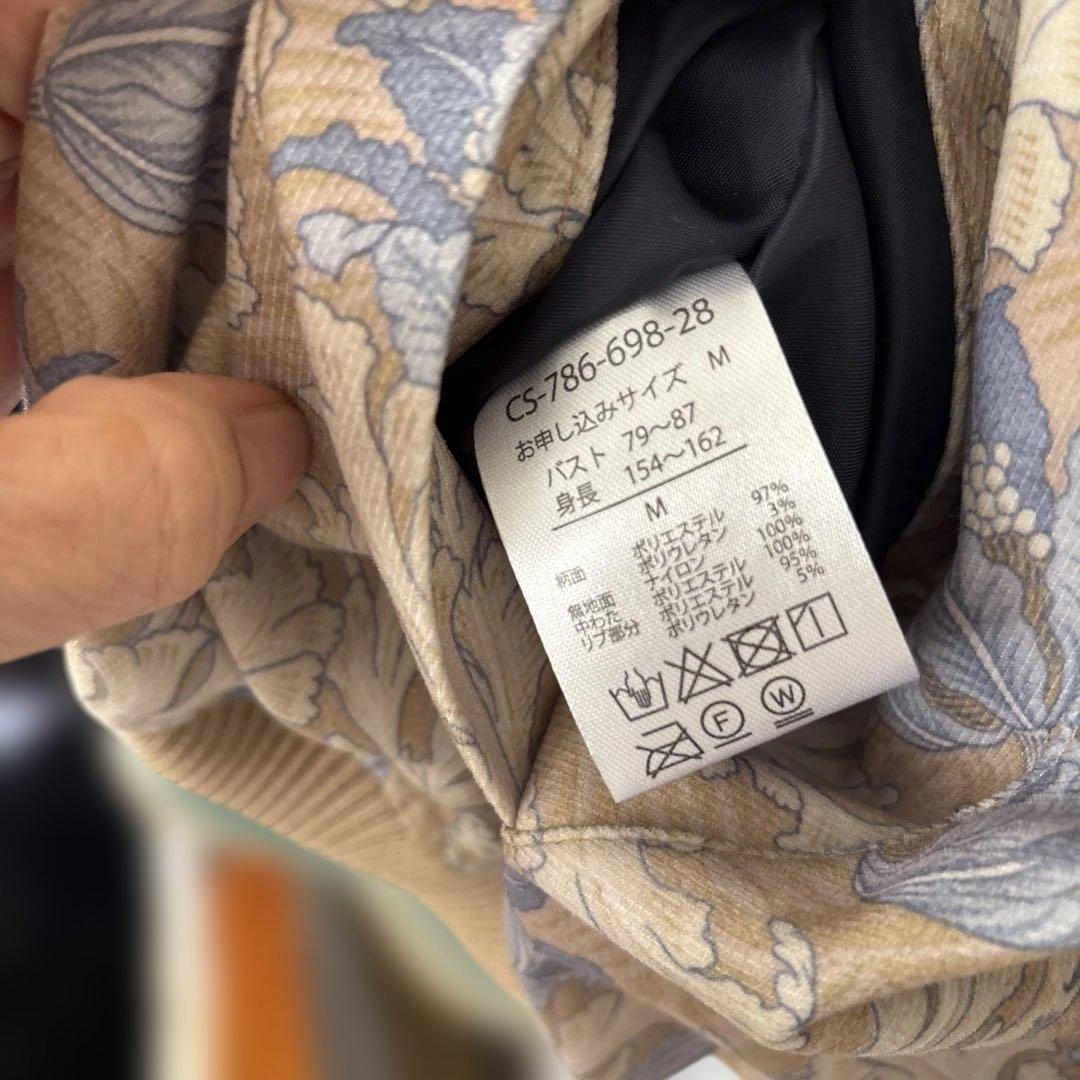 CS-786-698-28
お申し込みサイズ M
バスト 79～87
身長 154～162
M
柄面 ポリエステル 97%
ポリウレタン 3%
無地面 ナイロン 100%
中わた ポリエステル 100%
リブ部分 ポリエステル 95%
ポリウレタン 5%
F W